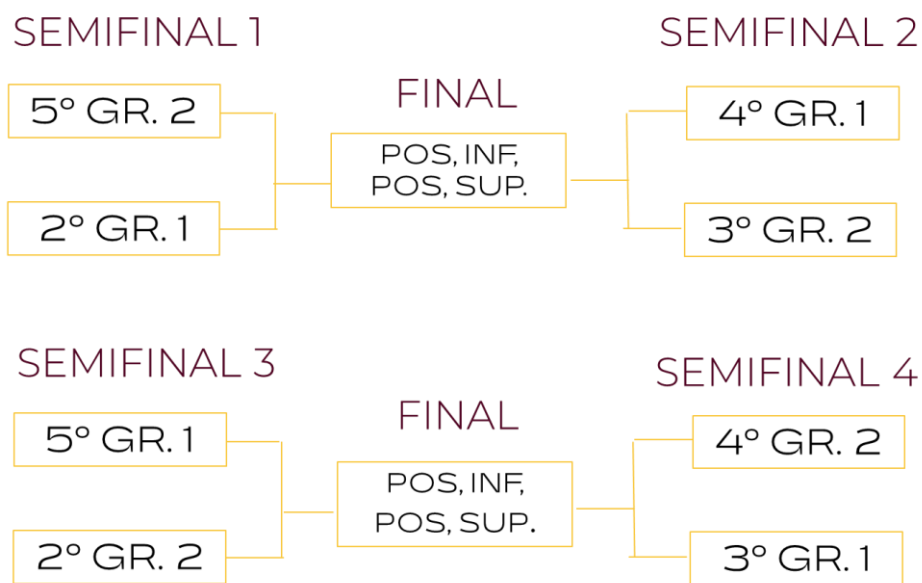 SEMIFINAL 1
SEMIFINAL 2
5º GR. 2
FINAL
4º GR. 1
POS, INF,
POS, SUP.
2º GR. 1
3º GR. 2
SEMIFINAL 3
SEMIFINAL 4
5º GR. 1
FINAL
4º GR. 2
POS, INF,
POS, SUP.
2º GR. 2
3º GR. 1